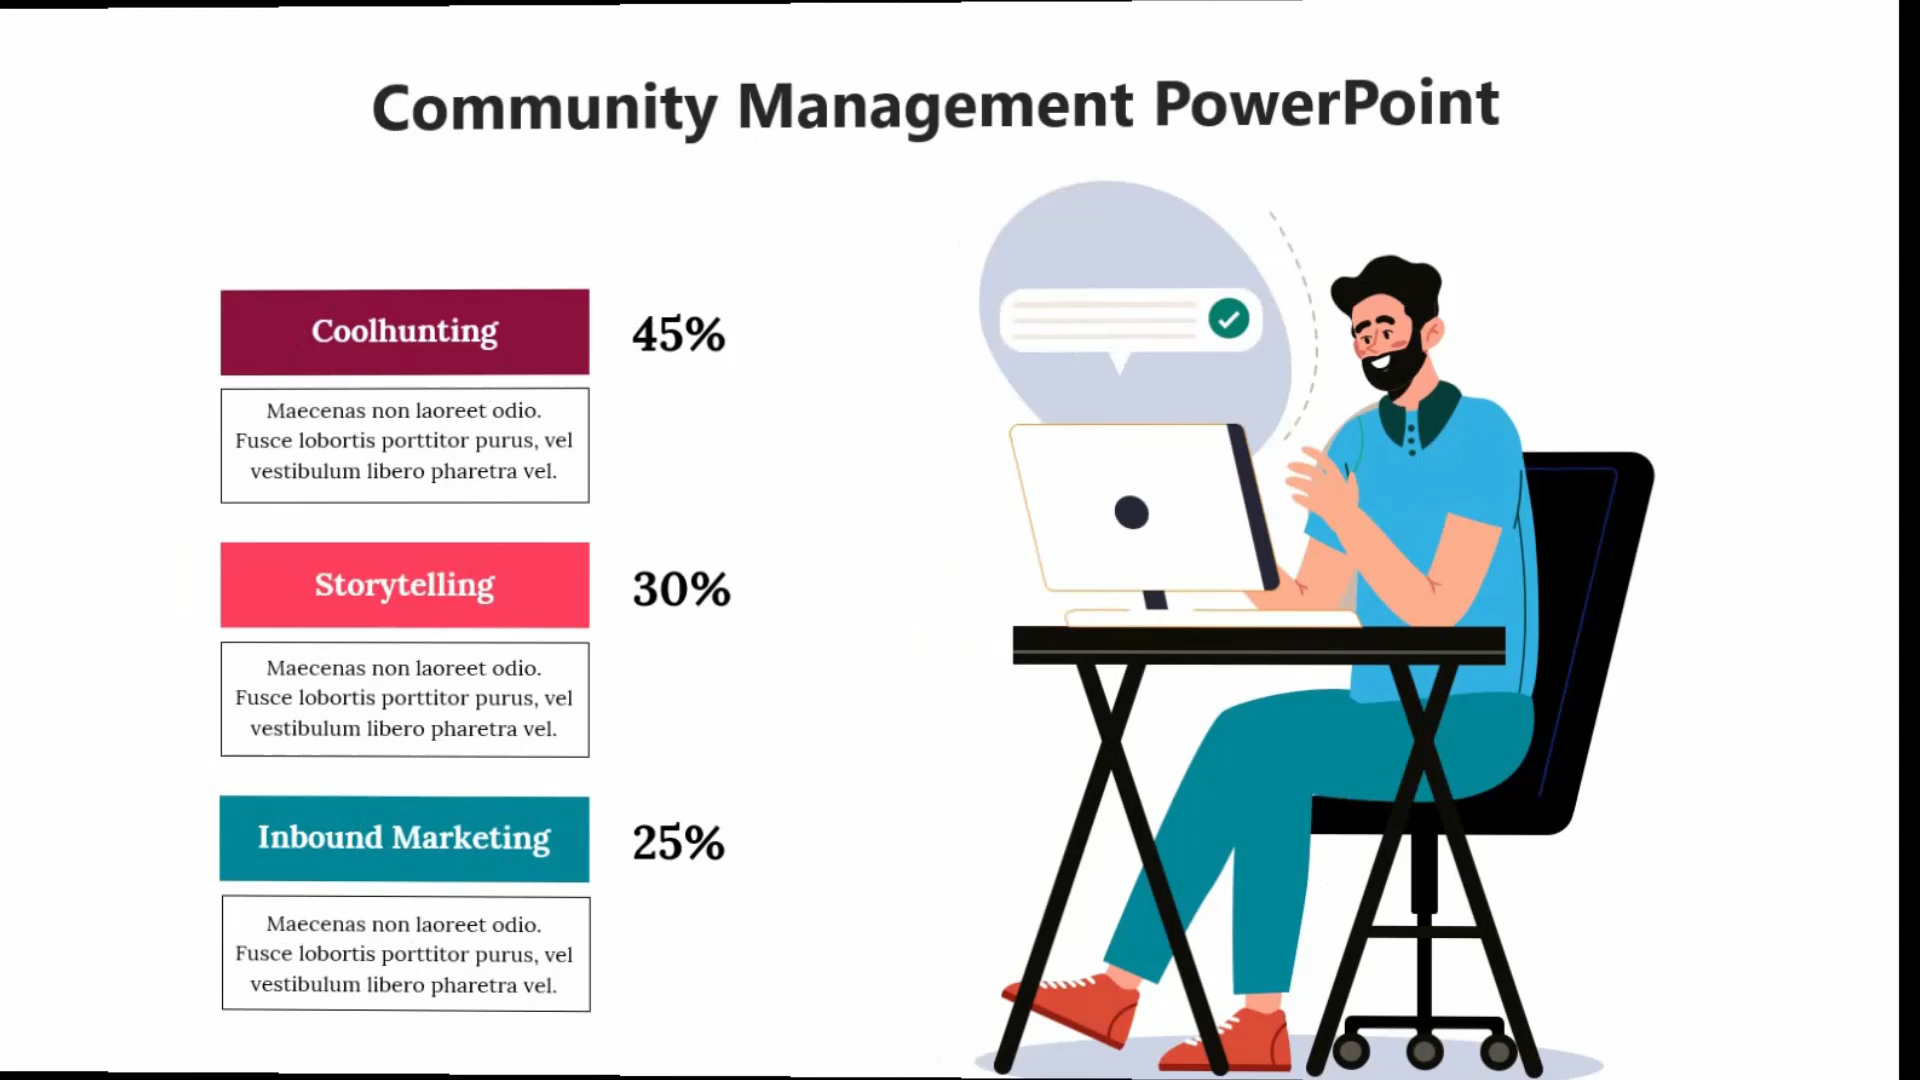 Community Management PowerPoint
Coolhunting
45%
Maecenas non laoreet odio.
Fusce lobortis porttitor purus, vel
vestibulum libero pharetra vel.
Storytelling
30%
Maecenas non laoreet odio.
Fusce lobortis porttitor purus, vel
vestibulum libero pharetra vel.
Inbound Marketing
25%
Maecenas non laoreet odio.
Fusce lobortis porttitor purus, vel
vestibulum libero pharetra vel.